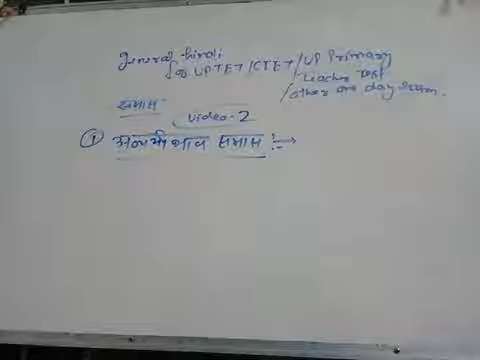 General hindi
for UPTET/CTET/UP Primary
Teacher Test
/other one day Exam.
समास
Video-2
① अव्ययीभाव समास :→